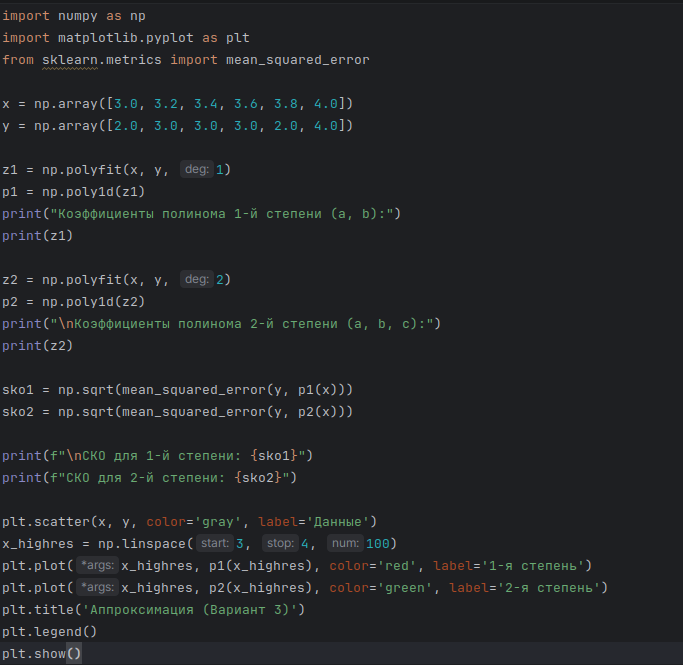 import numpy as np
import matplotlib.pyplot as plt
from sklearn.metrics import mean_squared_error
x = np.array([3.0, 3.2, 3.4, 3.6, 3.8, 4.0])
y = np.array([2.0, 3.0, 3.0, 3.0, 2.0, 4.0])
z1 = np.polyfit(x, y, deg: 1)
p1 = np.poly1d(z1)
print("Коэффициенты полинома 1-й степени (a, b):")
print(z1)
z2 = np.polyfit(x, y, deg: 2)
p2 = np.poly1d(z2)
print("\nКоэффициенты полинома 2-й степени (a, b, c):")
print(z2)
sko1 = np.sqrt(mean_squared_error(y, p1(x)))
sko2 = np.sqrt(mean_squared_error(y, p2(x)))
print(f"\nСКО для 1-й степени: {sko1}")
print(f"СКО для 2-й степени: {sko2}")
plt.scatter(x, y, color='gray', label='Данные')
x_highres = np.linspace( start: 3, stop: 4, num: 100)
plt.plot( *args: x_highres, p1(x_highres), color='red', label='1-я степень')
plt.plot( *args: x_highres, p2(x_highres), color='green', label='2-я степень')
plt.title('Аппроксимация (Вариант 3)')
plt.legend()
plt.show()